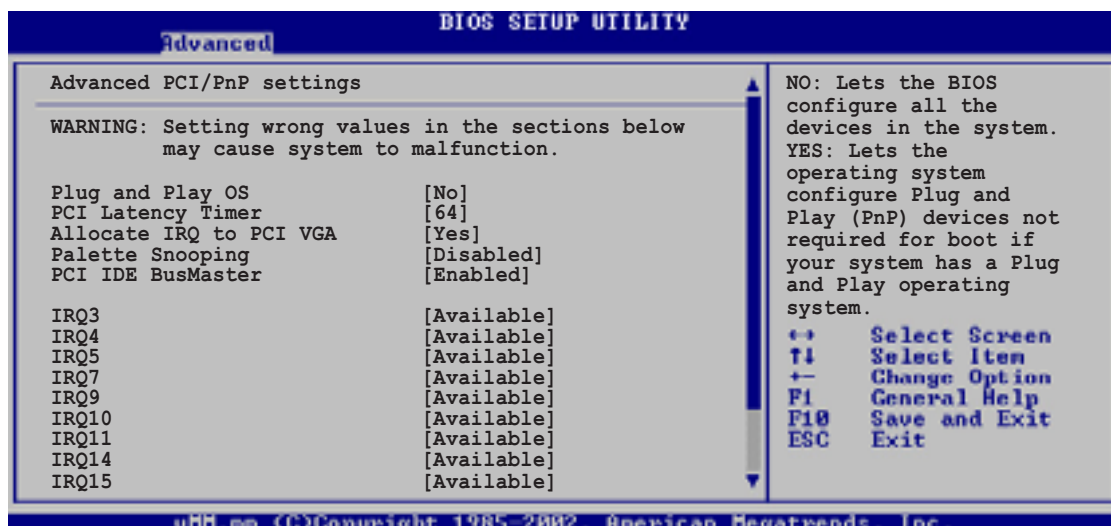 BIOS SETUP UTILITY
Advanced
Advanced PCI/PnP settings
WARNING: Setting wrong values in the sections below
may cause system to malfunction.
Plug and Play OS [No]
PCI Latency Timer [64]
Allocate IRQ to PCI VGA [Yes]
Palette Snooping [Disabled]
PCI IDE BusMaster [Enabled]
IRQ3 [Available]
IRQ4 [Available]
IRQ5 [Available]
IRQ7 [Available]
IRQ9 [Available]
IRQ10 [Available]
IRQ11 [Available]
IRQ14 [Available]
IRQ15 [Available]
NO: Lets the BIOS
configure all the
devices in the system.
YES: Lets the
operating system
configure Plug and
Play (PnP) devices not
required for boot if
your system has a Plug
and Play operating
system.
←→ Select Screen
↑↓ Select Item
+- Change Option
F1 General Help
F10 Save and Exit
ESC Exit
(C)Copyright 1985-2002, American Megatrends, Inc.